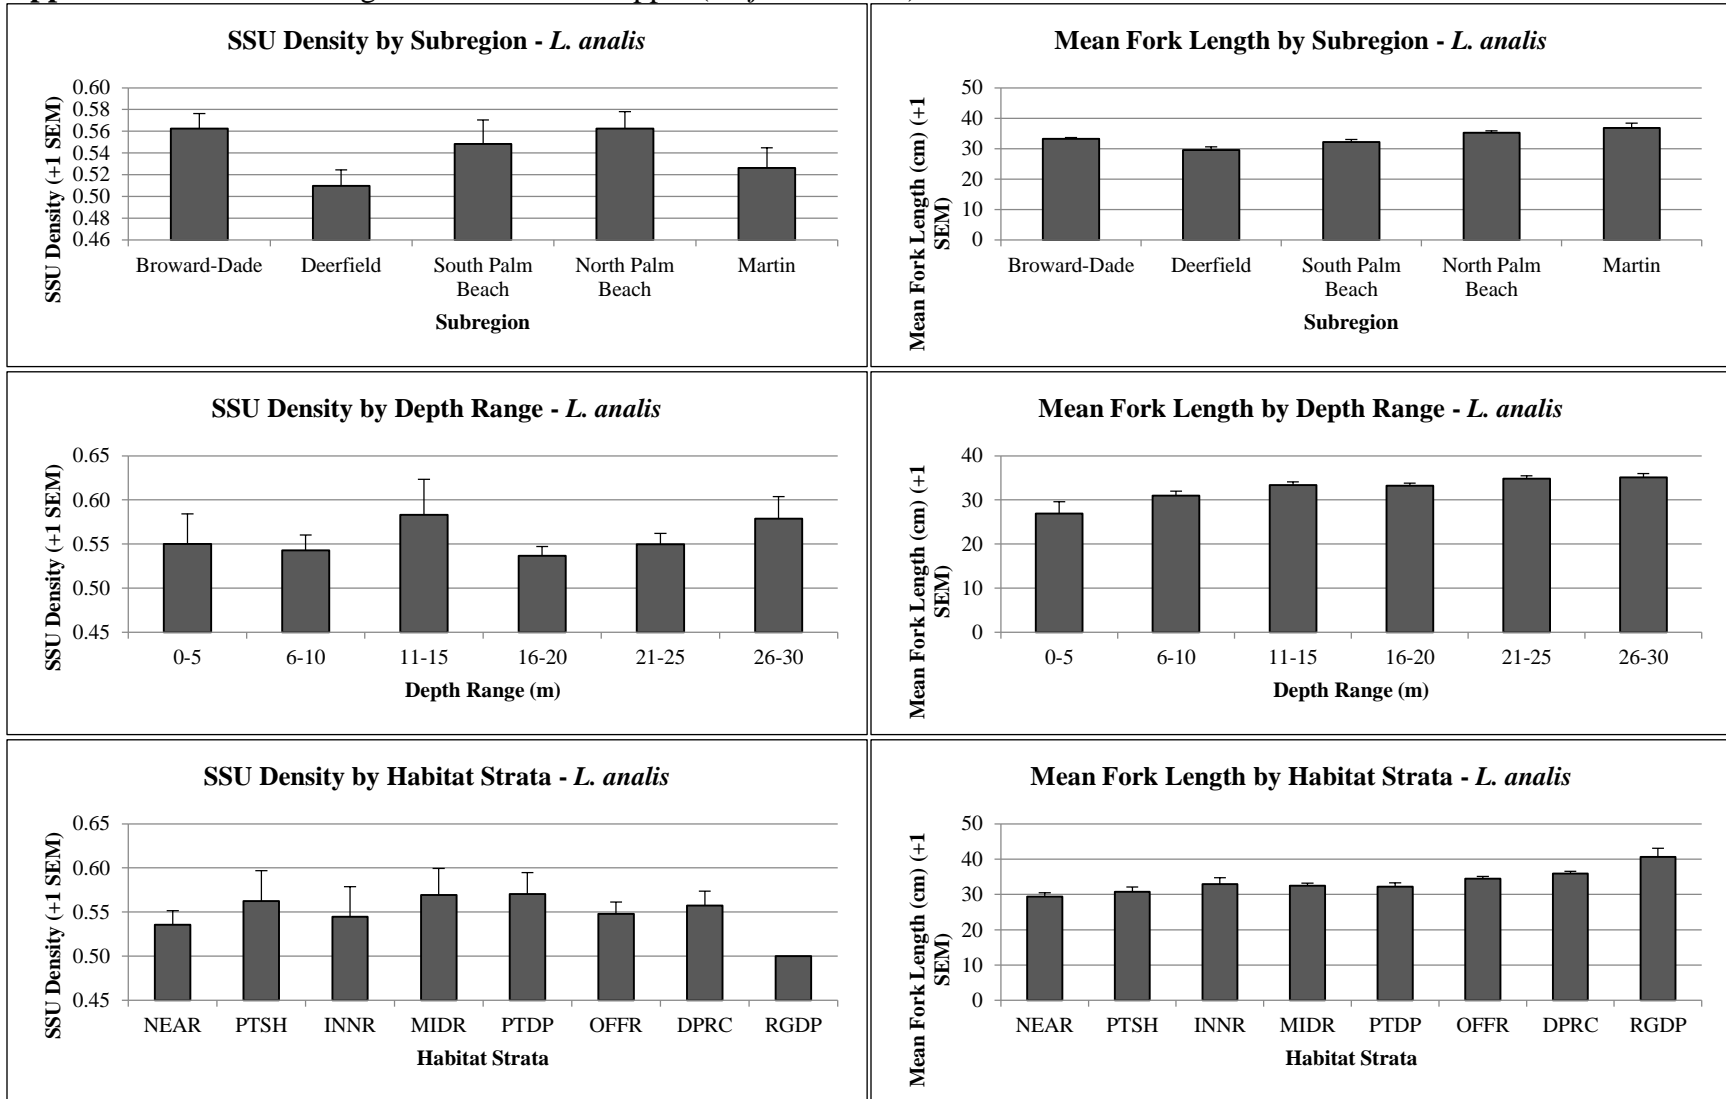 SSU Density by Subregion - L. analis
SSU Density (+1 SEM)
0.60
0.58
0.56
0.54
0.52
0.50
0.48
0.46
Broward-Dade Deerfield South Palm Beach North Palm Beach Martin
Subregion
Mean Fork Length by Subregion - L. analis
Mean Fork Length (cm) (+1
SEM)
50
40
30
20
10
0
Broward-Dade Deerfield South Palm Beach North Palm Beach Martin
Subregion
SSU Density by Depth Range - L. analis
SSU Density (+1 SEM)
0.65
0.60
0.55
0.50
0.45
0-5 6-10 11-15 16-20 21-25 26-30
Depth Range (m)
Mean Fork Length by Depth Range - L. analis
Mean Fork Length (cm) (+1
SEM)
40
30
20
10
0
0-5 6-10 11-15 16-20 21-25 26-30
Depth Range (m)
SSU Density by Habitat Strata - L. analis
SSU Density (+1 SEM)
0.65
0.60
0.55
0.50
0.45
NEAR PTSH INNR MIDR PTDP OFFR DPRC RGDP
Habitat Strata
Mean Fork Length by Habitat Strata - L. analis
Mean Fork Length (cm) (+1
SEM)
50
40
30
20
10
0
NEAR PTSH INNR MIDR PTDP OFFR DPRC RGDP
Habitat Strata